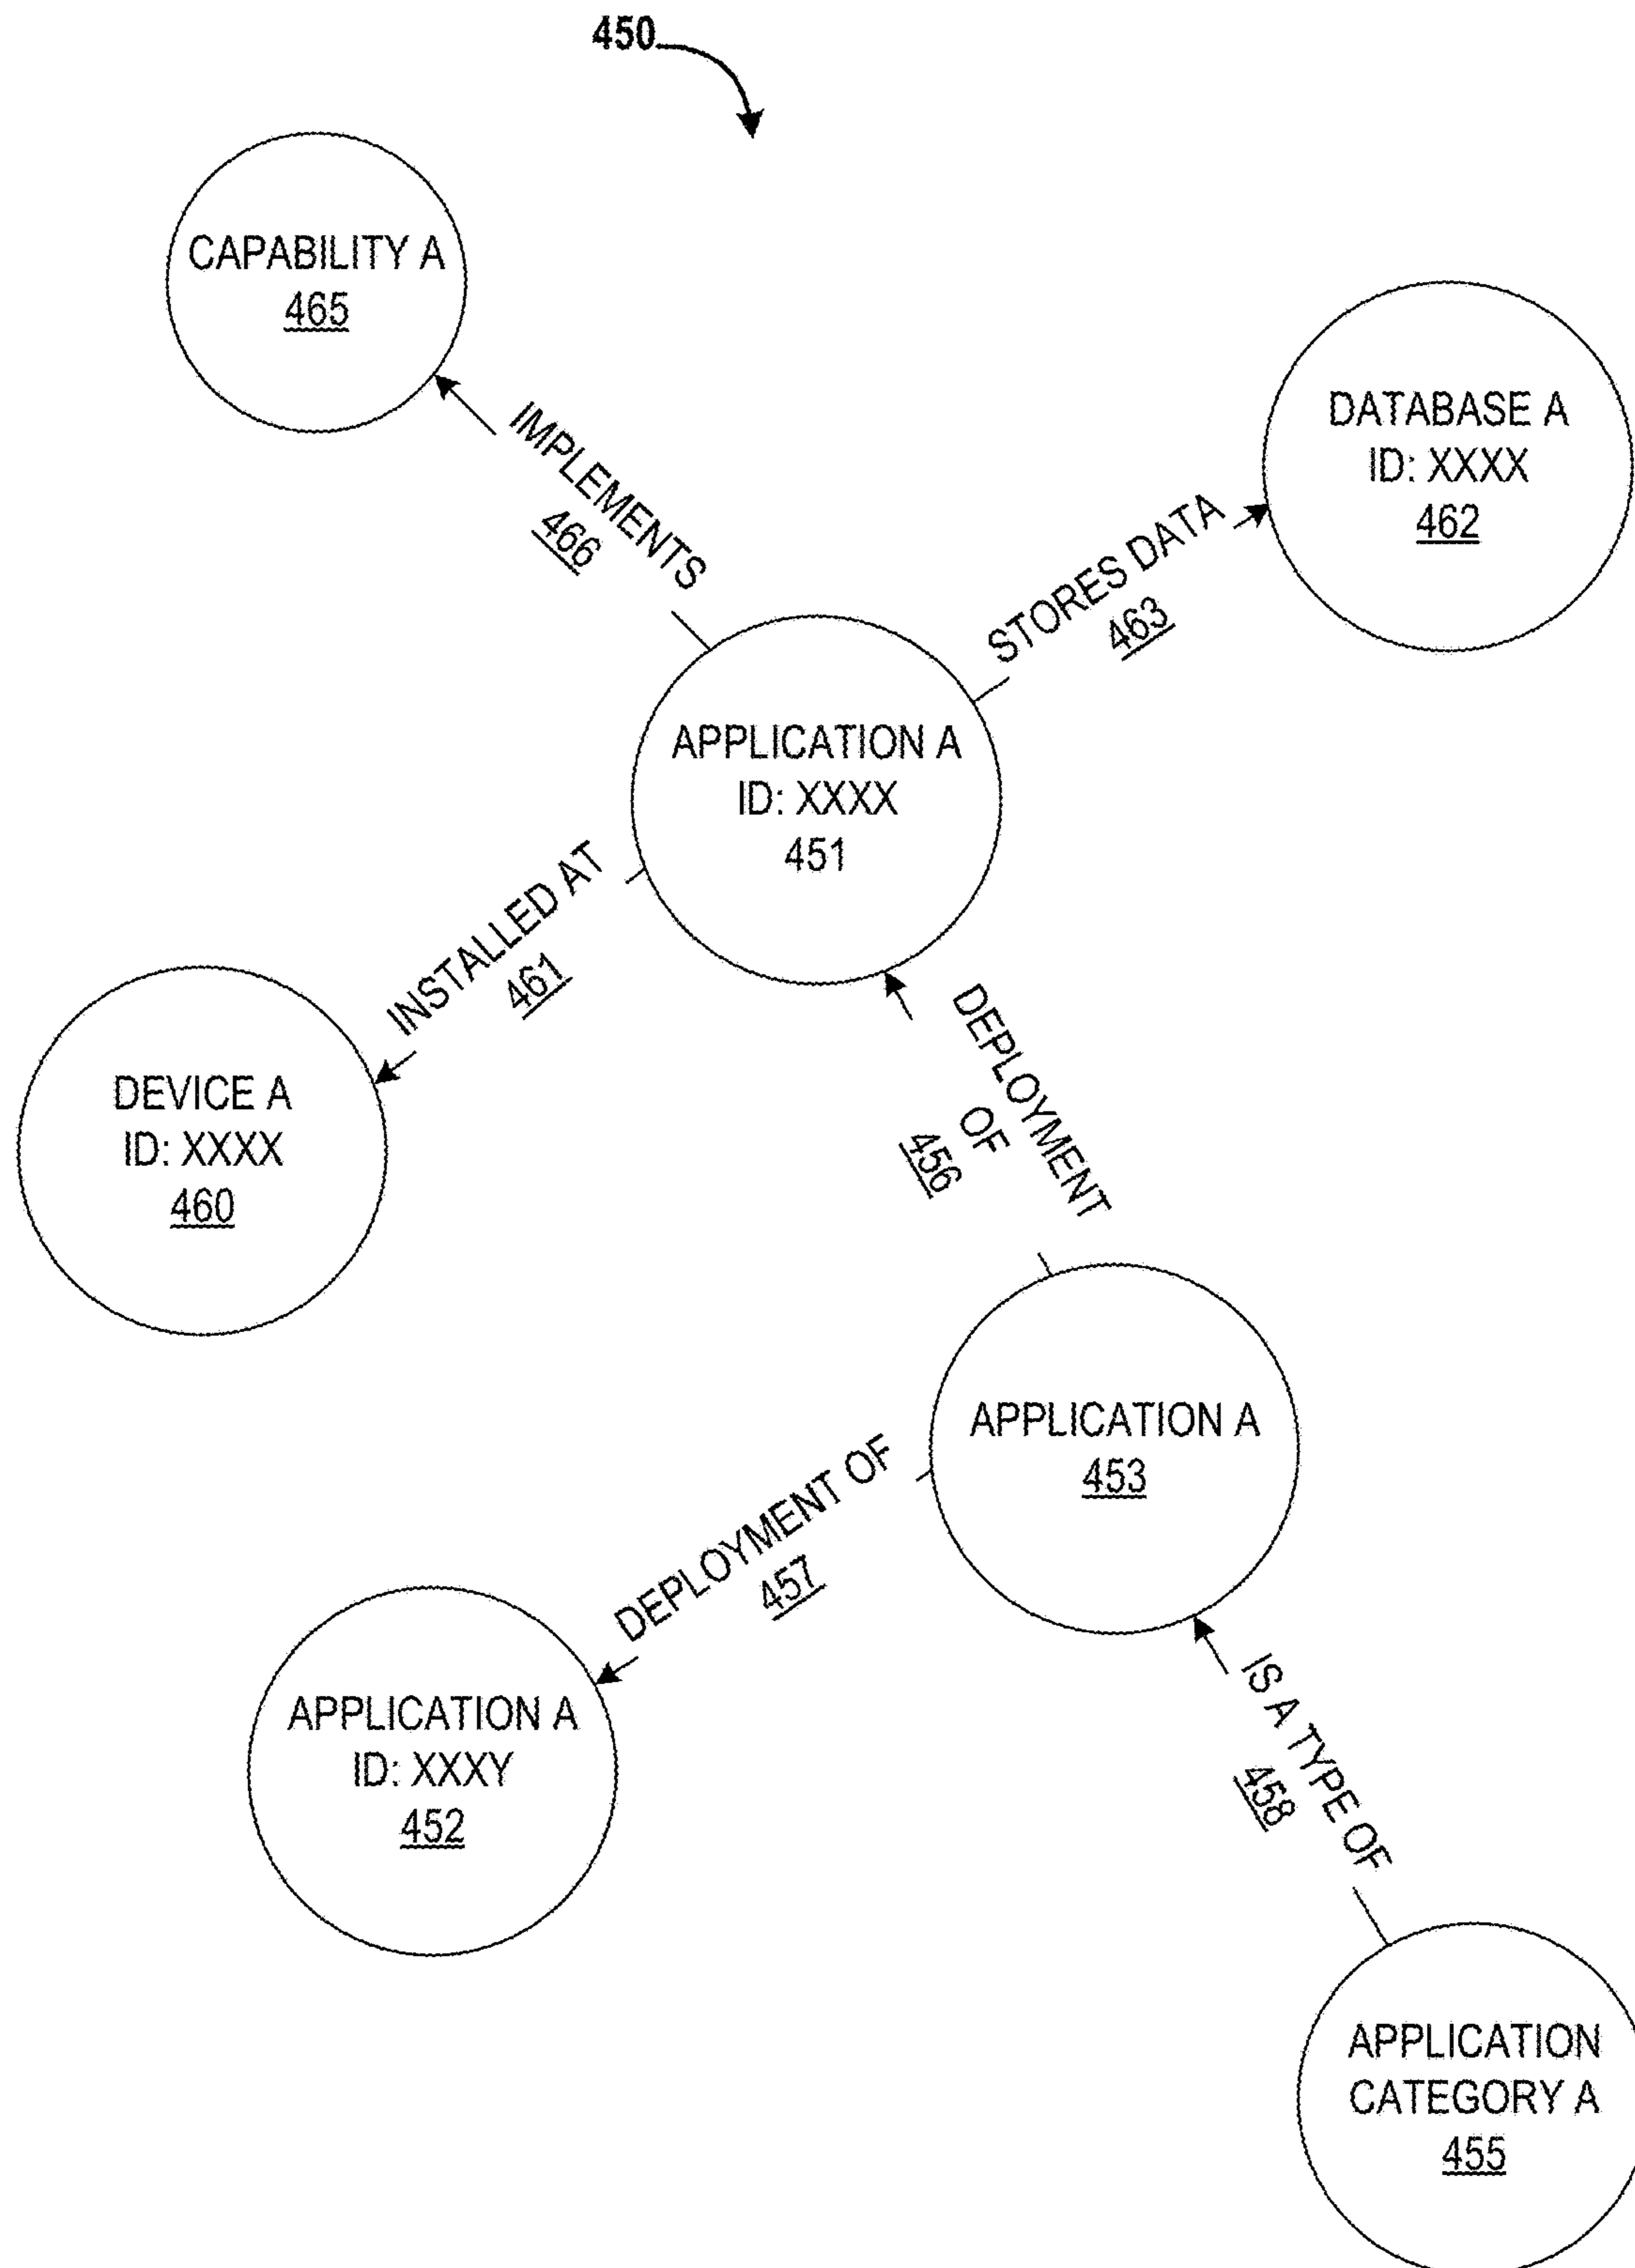 450
CAPABILITY A
465
IMPLEMENTS
466
DATABASE A
ID: XXXX
462
STORES DATA
463
APPLICATION A
ID: XXXX
451
INSTALLED AT
461
DEVICE A
ID: XXXX
460
DEPLOYMENT
OF
456
APPLICATION A
453
DEPLOYMENT OF
457
APPLICATION A
ID: XXXY
452
IS A TYPE OF
458
APPLICATION
CATEGORY A
455